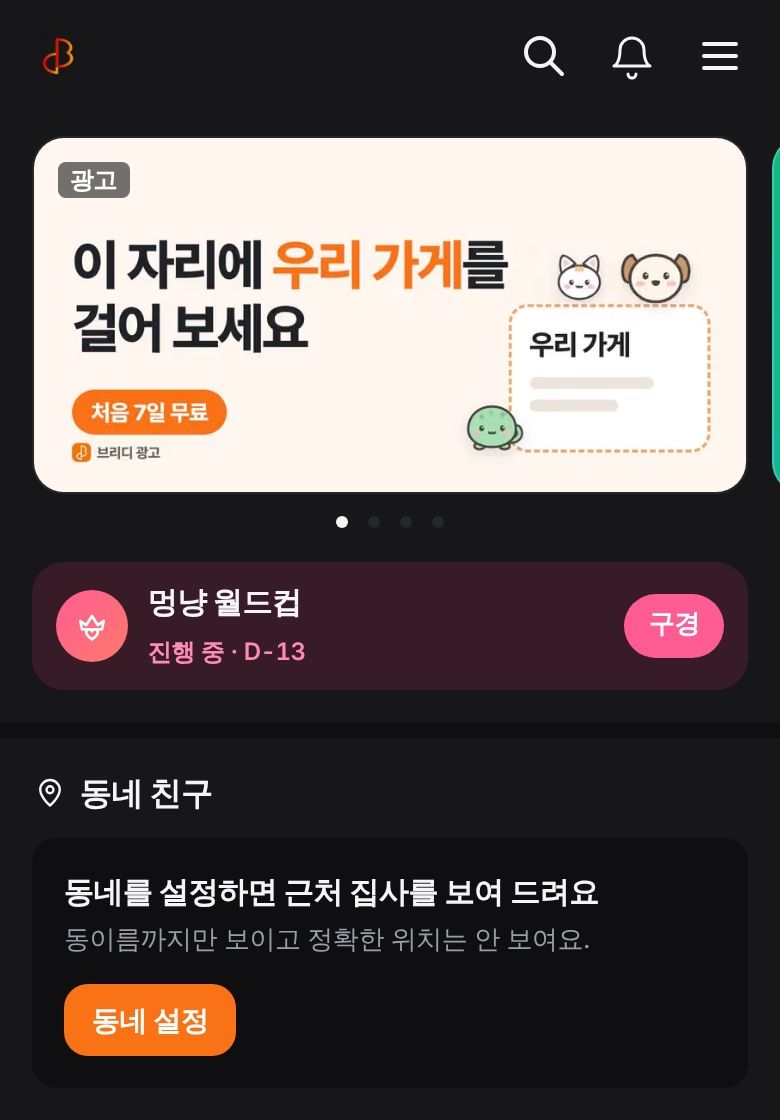 광고
이 자리에 우리 가게를
걸어 보세요
우리 가게
처음 7일 무료
브리디 광고
멍냥 월드컵
진행 중 · D-13
구경
동네 친구
동네를 설정하면 근처 집사를 보여 드려요
동이름까지만 보이고 정확한 위치는 안 보여요.
동네 설정